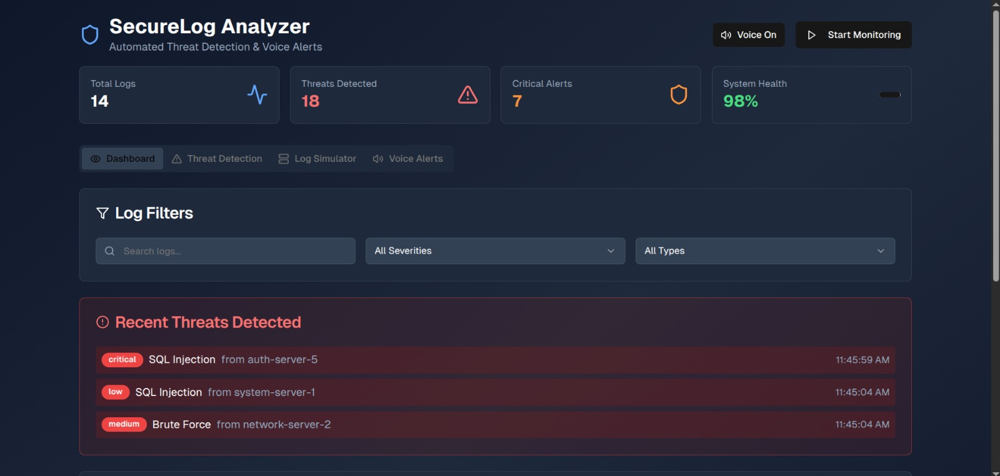 SecureLog Analyzer
Automated Threat Detection & Voice Alerts
Voice On
Start Monitoring
Total Logs
14
Threats Detected
18
Critical Alerts
7
System Health
98%
Dashboard
Threat Detection
Log Simulator
Voice Alerts
Log Filters
Search logs...
All Severities
All Types
Recent Threats Detected
critical SQL Injection from auth-server-5 11:45:59 AM
low SQL Injection from system-server-1 11:45:04 AM
medium Brute Force from network-server-2 11:45:04 AM